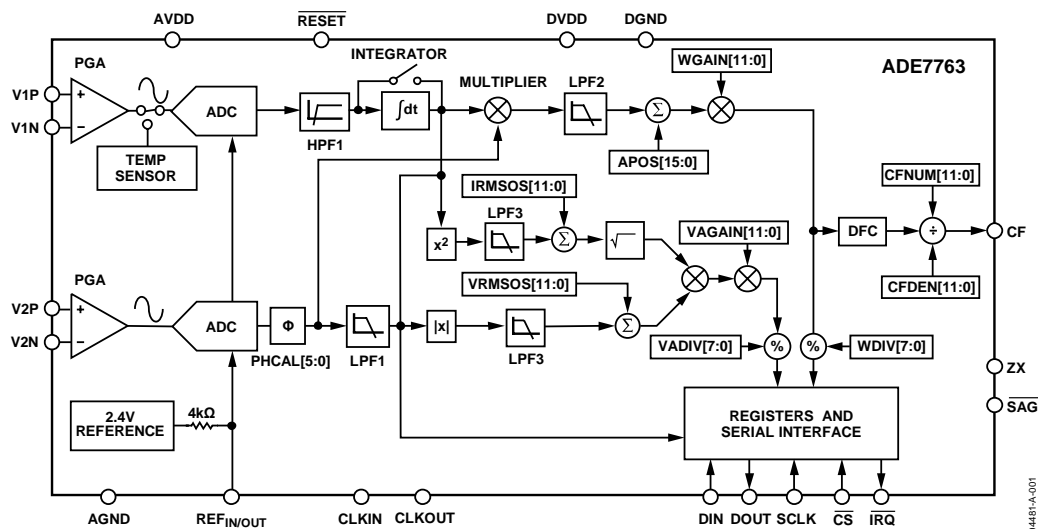 AVDD
RESET
DVDD
DGND
PGA
INTEGRATOR
MULTIPLIER
LPF2
WGAIN[11:0]
ADE7763
V1P
V1N
+
−
ADC
HPF1
∫dt
Σ
TEMP
SENSOR
APOS[15:0]
CFNUM[11:0]
IRMSOS[11:0]
LPF3
x²
Σ
√
VAGAIN[11:0]
DFC
÷
CF
PGA
VRMSOS[11:0]
CFDEN[11:0]
V2P
V2N
+
−
ADC
Φ
PHCAL[5:0]
LPF1
|x|
LPF3
Σ
VADIV[7:0]
%
%
WDIV[7:0]
ZX
SAG
2.4V
REFERENCE
4kΩ
REGISTERS AND
SERIAL INTERFACE
AGND
REFIN/OUT
CLKIN
CLKOUT
DIN
DOUT
SCLK
CS
IRQ
04481-A-001